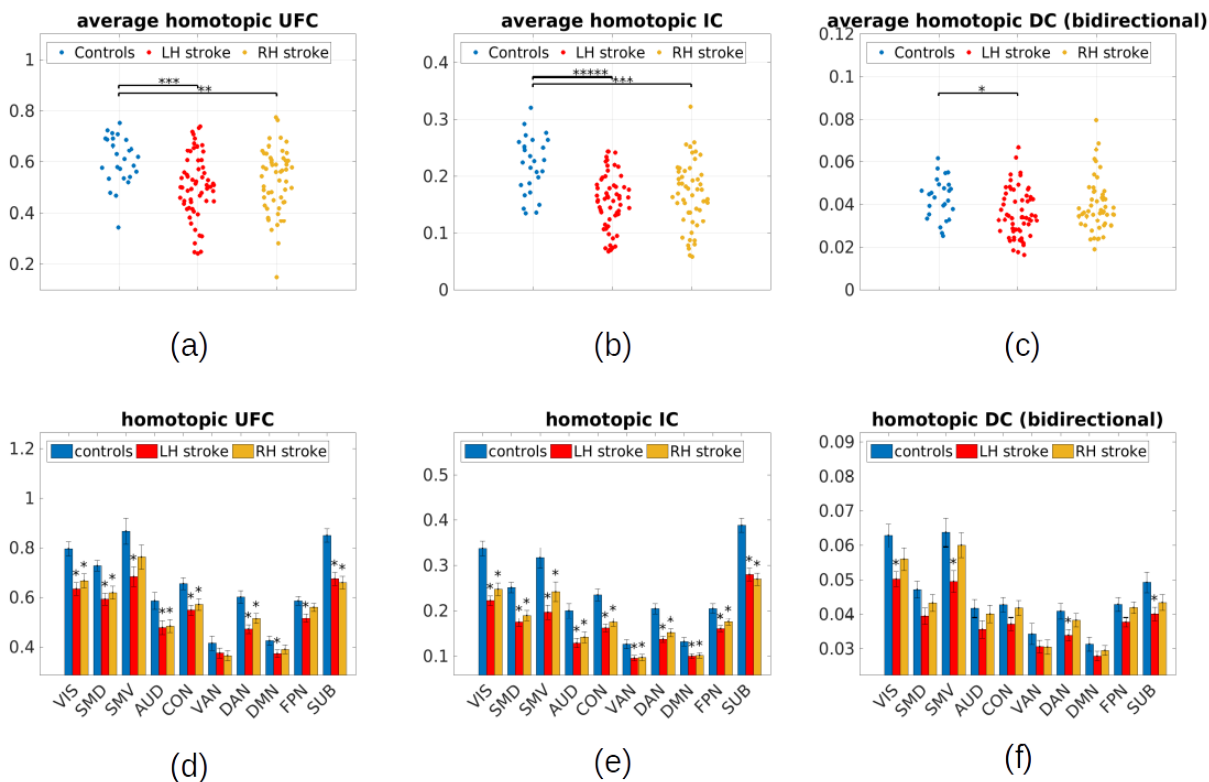 average homotopic UFC
Controls LH stroke RH stroke
1
0.8
0.6
0.4
0.2
***
**
(a)
average homotopic IC
Controls LH stroke RH stroke
0.4
0.3
0.2
0.1
0
*****
***
(b)
average homotopic DC (bidirectional)
Controls LH stroke RH stroke
0.12
0.1
0.08
0.06
0.04
0.02
0
*
(c)
homotopic UFC
controls LH stroke RH stroke
1.2
1
0.8
0.6
0.4
* * * * * * * * * * * * * * * *
VIS SMD SMV AUD CON VAN DAN DMN FPN SUB
(d)
homotopic IC
controls LH stroke RH stroke
0.5
0.4
0.3
0.2
0.1
* * * * * * * * * * * * * * * * * * * *
VIS SMD SMV AUD CON VAN DAN DMN FPN SUB
(e)
homotopic DC (bidirectional)
controls LH stroke RH stroke
0.09
0.08
0.07
0.06
0.05
0.04
0.03
* * * *
VIS SMD SMV AUD CON VAN DAN DMN FPN SUB
(f)